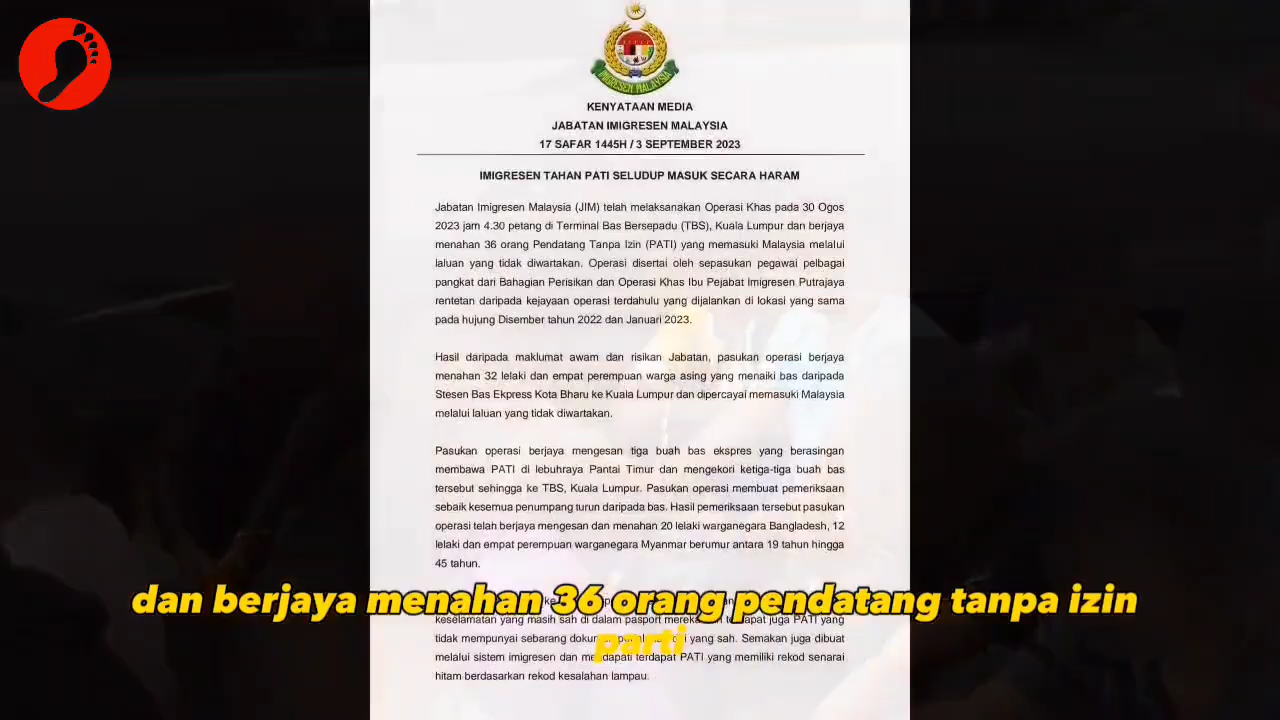 IMIGRESEN MALAYSIA
KENYATAAN MEDIA
JABATAN IMIGRESEN MALAYSIA
17 SAFAR 1445H / 3 SEPTEMBER 2023
IMIGRESEN TAHAN PATI SELUDUP MASUK SECARA HARAM
Jabatan Imigresen Malaysia (JIM) telah melaksanakan Operasi Khas pada 30 Ogos
2023 jam 4.30 petang di Terminal Bas Bersepadu (TBS), Kuala Lumpur dan berjaya
menahan 36 orang Pendatang Tanpa Izin (PATI) yang memasuki Malaysia melalui
laluan yang tidak diwartakan. Operasi disertai oleh sepasukan pegawai pelbagai
pangkat dari Bahagian Perisikan dan Operasi Khas Ibu Pejabat Imigresen Putrajaya
rentetan daripada kejayaan operasi terdahulu yang dijalankan di lokasi yang sama
pada hujung Disember tahun 2022 dan Januari 2023.
Hasil daripada maklumat awam dan risikan Jabatan, pasukan operasi berjaya
menahan 32 lelaki dan empat perempuan warga asing yang menaiki bas daripada
Stesen Bas Ekpress Kota Bharu ke Kuala Lumpur dan dipercayai memasuki Malaysia
melalui laluan yang tidak diwartakan.
Pasukan operasi berjaya mengesan tiga buah bas ekspres yang berasingan
membawa PATI di lebuhraya Pantai Timur dan mengekori ketiga-tiga buah bas
tersebut sehingga ke TBS, Kuala Lumpur. Pasukan operasi membuat pemeriksaan
sebaik kesemua penumpang turun daripada bas. Hasil pemeriksaan tersebut pasukan
operasi telah berjaya mengesan dan menahan 20 lelaki warganegara Bangladesh, 12
lelaki dan empat perempuan warganegara Myanmar berumur antara 19 tahun hingga
45 tahun.
dan berjaya menahan 36 orang pendatang tanpa izin
keselamatan yang masih sah di dalam pasport terdapat juga PATI yang
parti
tidak mempunyai sebarang yang sah. Semakan juga dibuat
melalui sistem imigresen dan mendapati terdapat PATI yang memiliki rekod senarai
hitam berdasarkan rekod kesalahan lampau.